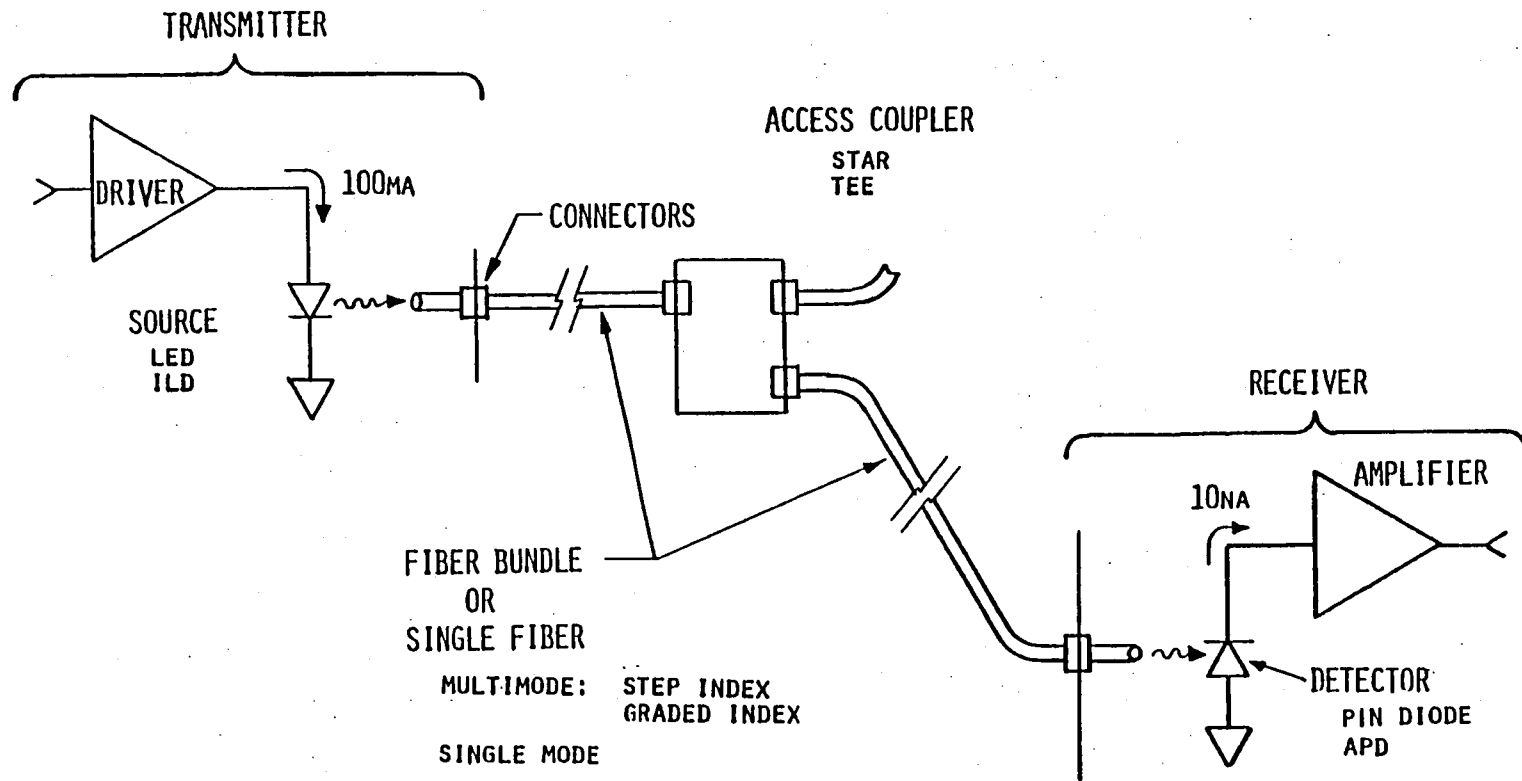 TRANSMITTER
DRIVER
100MA
SOURCE
LED
ILD
CONNECTORS
ACCESS COUPLER
STAR
TEE
FIBER BUNDLE
OR
SINGLE FIBER
MULTIMODE: STEP INDEX
GRADED INDEX
SINGLE MODE
RECEIVER
AMPLIFIER
10NA
DETECTOR
PIN DIODE
APD